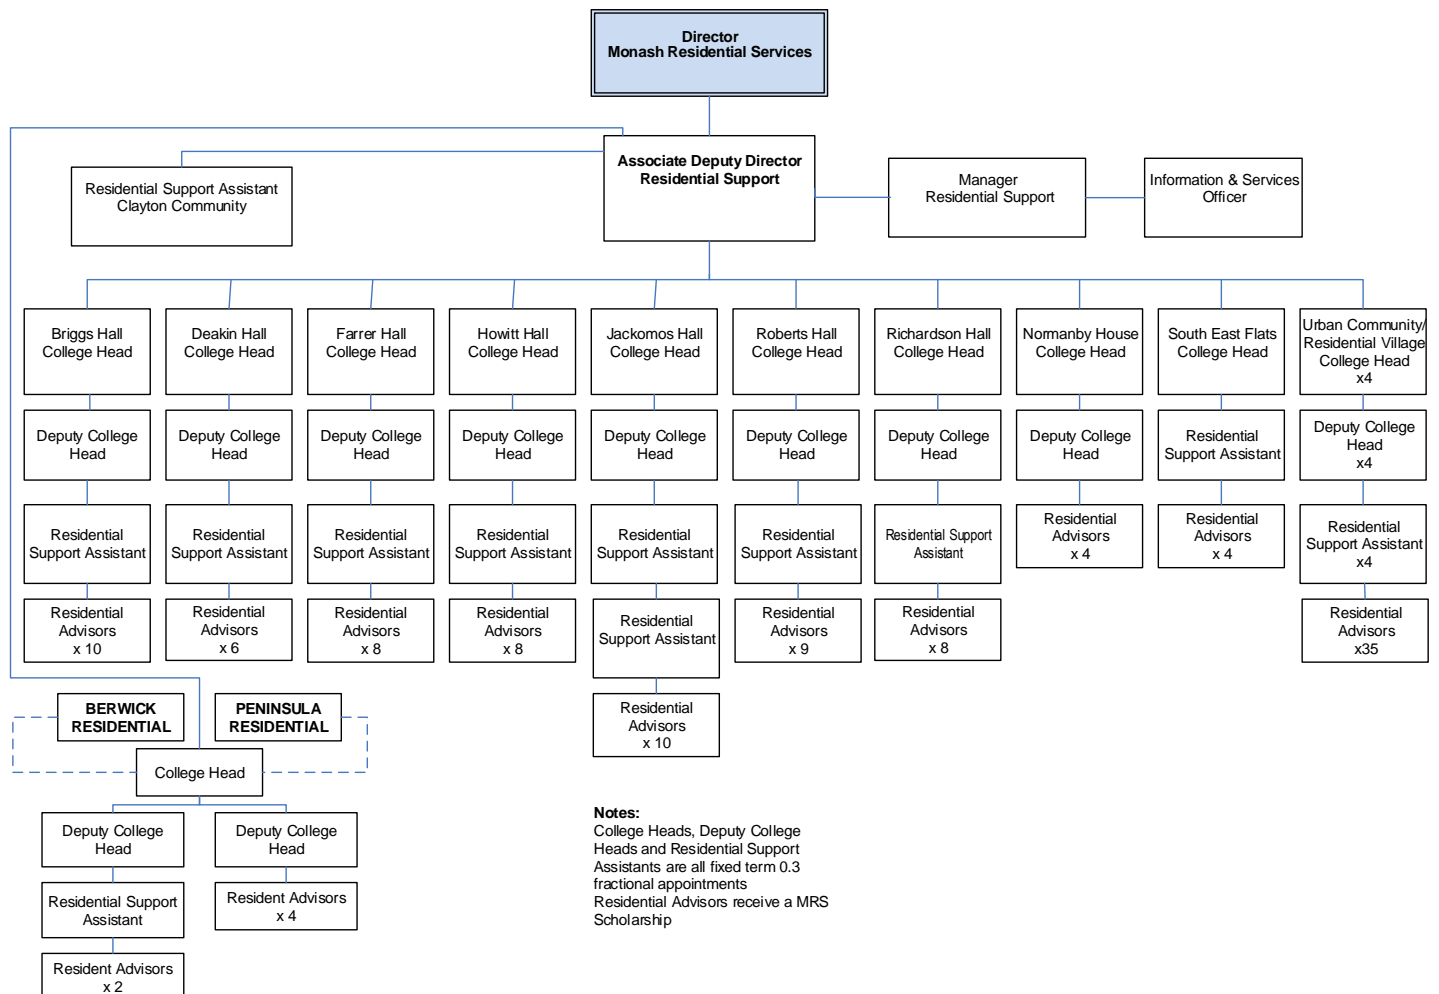 Director
Monash Residential Services
Associate Deputy Director
Residential Support
Residential Support Assistant
Clayton Community
Manager
Residential Support
Information & Services
Officer
Briggs Hall
College Head
Deakin Hall
College Head
Farrer Hall
College Head
Howitt Hall
College Head
Jackomos Hall
College Head
Roberts Hall
College Head
Richardson Hall
College Head
Normanby House
College Head
South East Flats
College Head
Urban Community/
Residential Village
College Head
x4
Deputy College
Head
Deputy College
Head
Deputy College
Head
Deputy College
Head
Deputy College
Head
Deputy College
Head
Deputy College
Head
Deputy College
Head
Residential
Support Assistant
Deputy College
Head
x4
Residential
Support Assistant
Residential
Support Assistant
Residential
Support Assistant
Residential
Support Assistant
Residential
Support Assistant
Residential
Support Assistant
Residential Support
Assistant
Residential
Advisors
x 4
Residential
Advisors
x 4
Residential
Support Assistant
x4
Residential
Advisors
x 10
Residential
Advisors
x 6
Residential
Advisors
x 8
Residential
Advisors
x 8
Residential
Support Assistant
Residential
Advisors
x 9
Residential
Advisors
x 8
Residential
Advisors
x35
Residential
Advisors
x 10
BERWICK
RESIDENTIAL
PENINSULA
RESIDENTIAL
College Head
Deputy College
Head
Deputy College
Head
Residential Support
Assistant
Resident Advisors
x 4
Resident Advisors
x 2
Notes:
College Heads, Deputy College
Heads and Residential Support
Assistants are all fixed term 0.3
fractional appointments
Residential Advisors receive a MRS
Scholarship